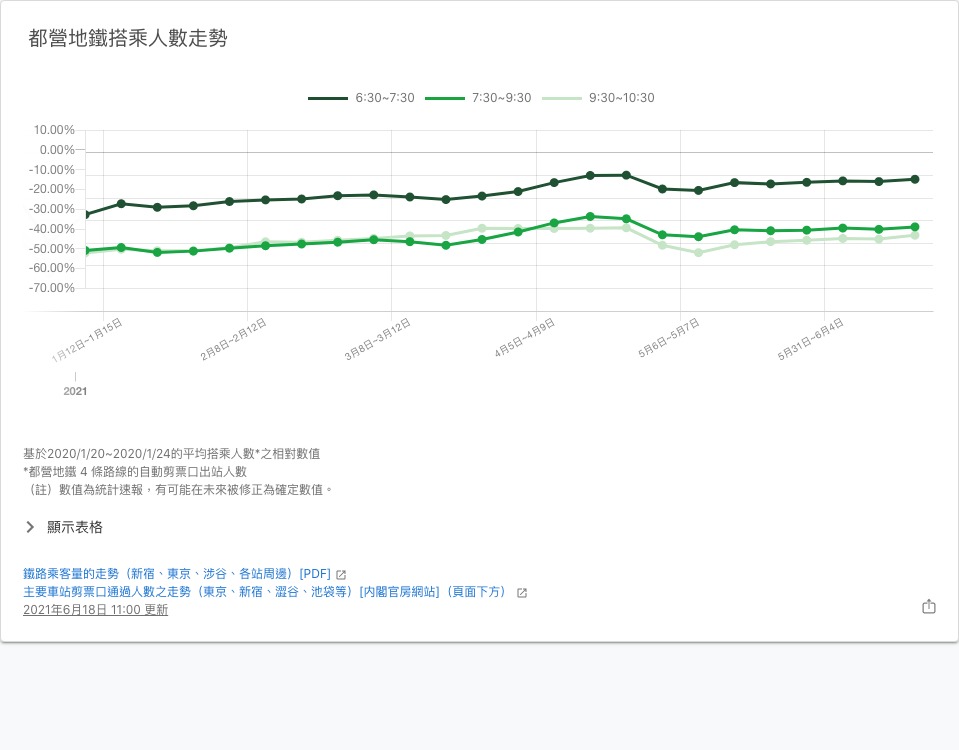 都營地鐵搭乘人數走勢
6:30~7:30 7:30~9:30 9:30~10:30
10.00%
0.00%
-10.00%
-20.00%
-30.00%
-40.00%
-50.00%
-60.00%
-70.00%
1月12日~1月15日 2月8日~2月12日 3月8日~3月12日 4月5日~4月9日 5月6日~5月7日 5月31日~6月4日
2021
基於2020/1/20~2020/1/24的平均搭乘人數*之相對數值
*都營地鐵 4 條路線的自動剪票口出站人數
（註）數值為統計速報，有可能在未來被修正為確定數值。
顯示表格
鐵路乘客量的走勢（新宿、東京、涉谷、各站周邊）[PDF]
主要車站剪票口通過人數之走勢（東京、新宿、澀谷、池袋等）[内閣官房網站]（頁面下方）
2021年6月18日 11:00 更新